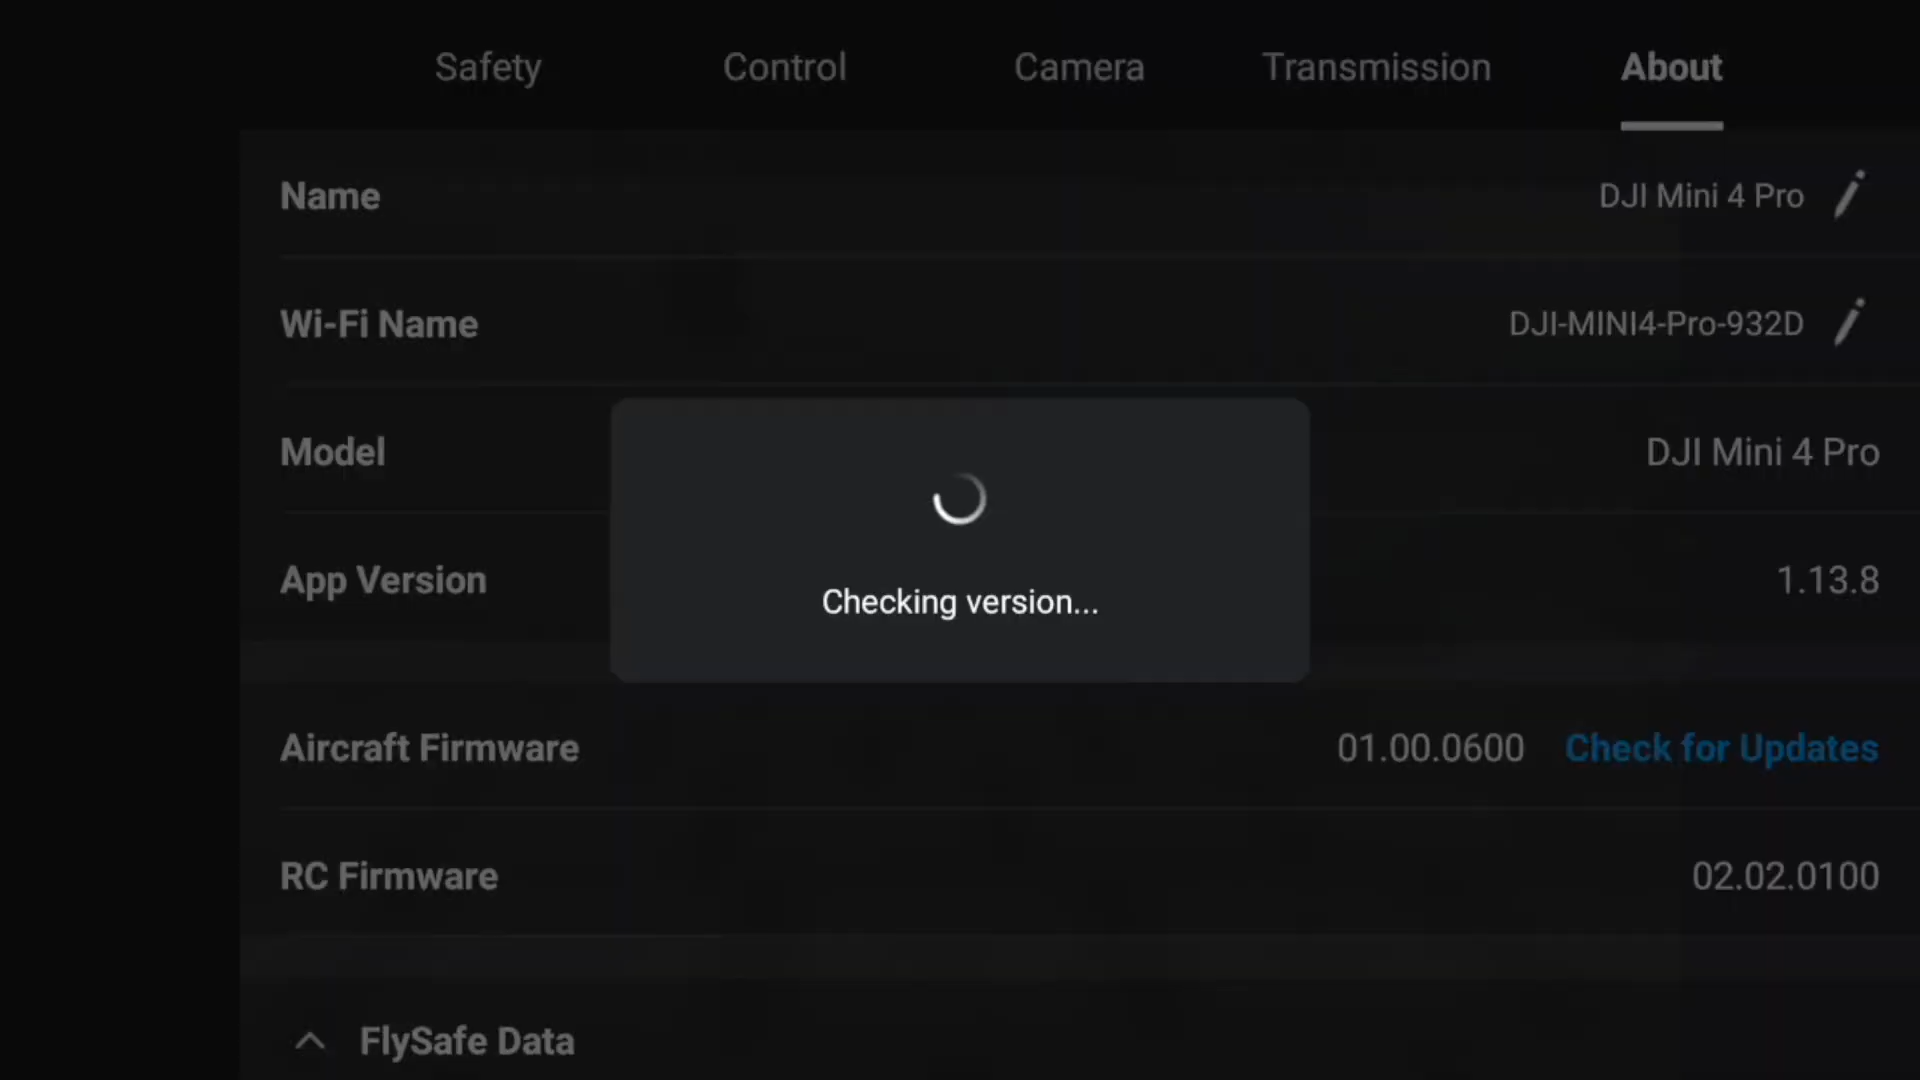 Safety Control Camera Transmission About
Name DJI Mini 4 Pro
Wi-Fi Name DJI-MINI4-Pro-932D
Model DJI Mini 4 Pro
App Version 1.13.8
Checking version...
Aircraft Firmware 01.00.0600 Check for Updates
RC Firmware 02.02.0100
FlySafe Data